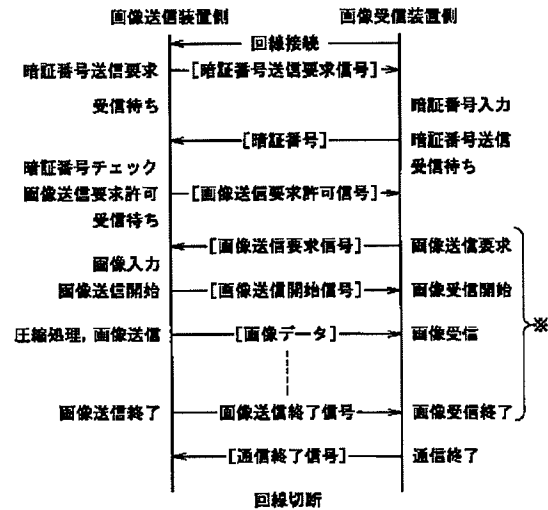 画像送信装置側 画像受信装置側
回線接続
暗証番号送信要求 [暗証番号送信要求信号]
受信待ち 暗証番号入力
[暗証番号] 暗証番号送信
暗証番号チェック 受信待ち
画像送信要求許可 [画像送信要求許可信号]
受信待ち
[画像送信要求信号] 画像送信要求
画像入力
画像送信開始 [画像送信開始信号] 画像受信開始
※
圧縮処理,画像送信 [画像データ] 画像受信
画像送信終了 画像送信終了信号 画像受信終了
[通信終了信号] 通信終了
回線切断